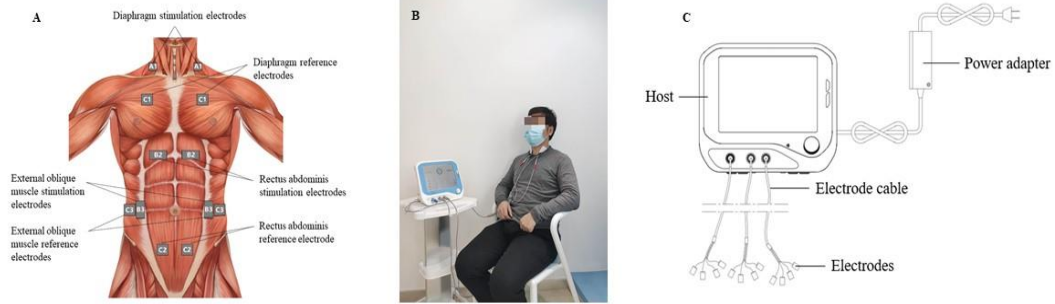 A
Diaphragm stimulation electrodes
A1
A1
Diaphragm reference
electrodes
C1
C1
B2
B2
External oblique
muscle stimulation
electrodes
Rectus abdominis
stimulation electrodes
C3
B3
B3
C3
External oblique
muscle reference
electrodes
Rectus abdominis
reference electrode
C2
C2
B
C
Power adapter
Host
Electrode cable
Electrodes